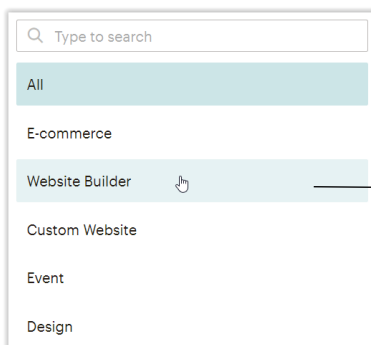 Type to search
All
E-commerce
Website Builder
Custom Website
Event
Design